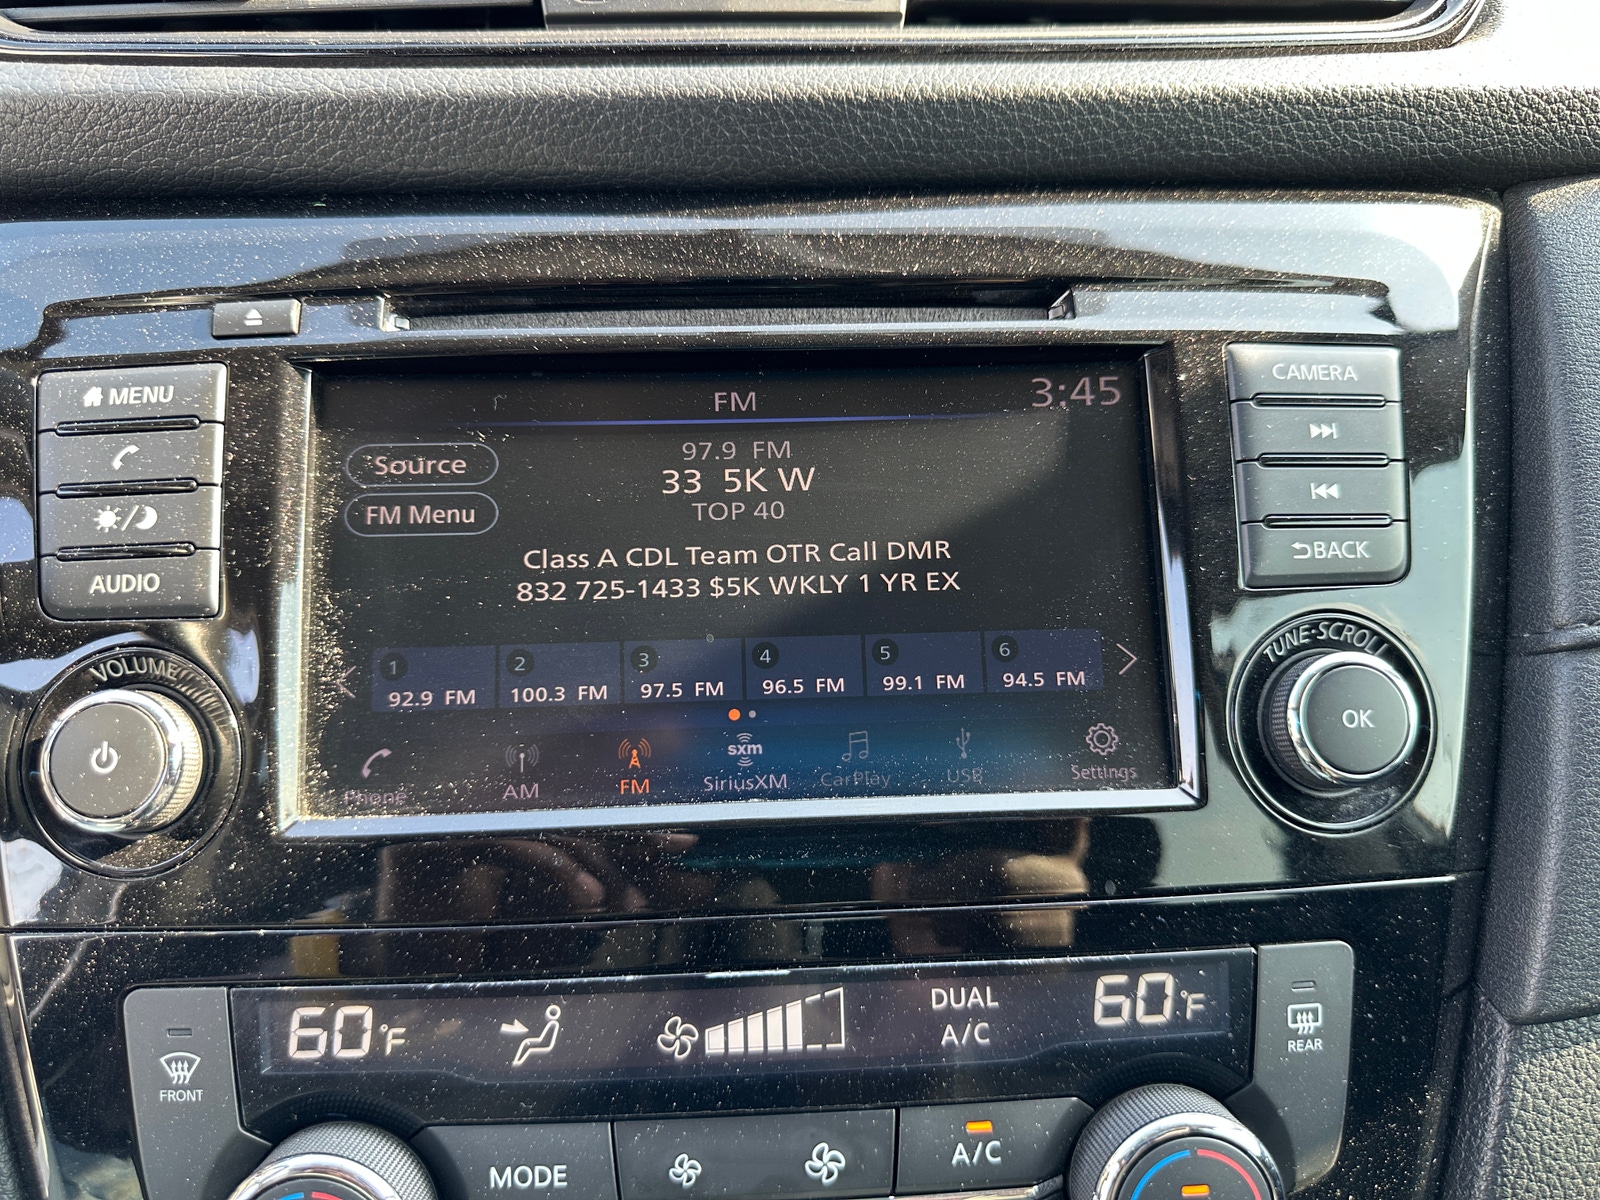 FM
3:45
Source
FM Menu
97.9 FM
33 5K W
TOP 40
Class A CDL Team OTR Call DMR
832 725-1433 $5K WKLY 1 YR EX
1
92.9 FM
2
100.3 FM
3
97.5 FM
4
96.5 FM
5
99.1 FM
6
94.5 FM
Phone
AM
FM
sxm
SiriusXM
CarPlay
USB
Settings
MENU
AUDIO
VOLUME
CAMERA
BACK
TUNE·SCROLL
OK
60°F
DUAL
A/C
60°F
FRONT
REAR
MODE
A/C